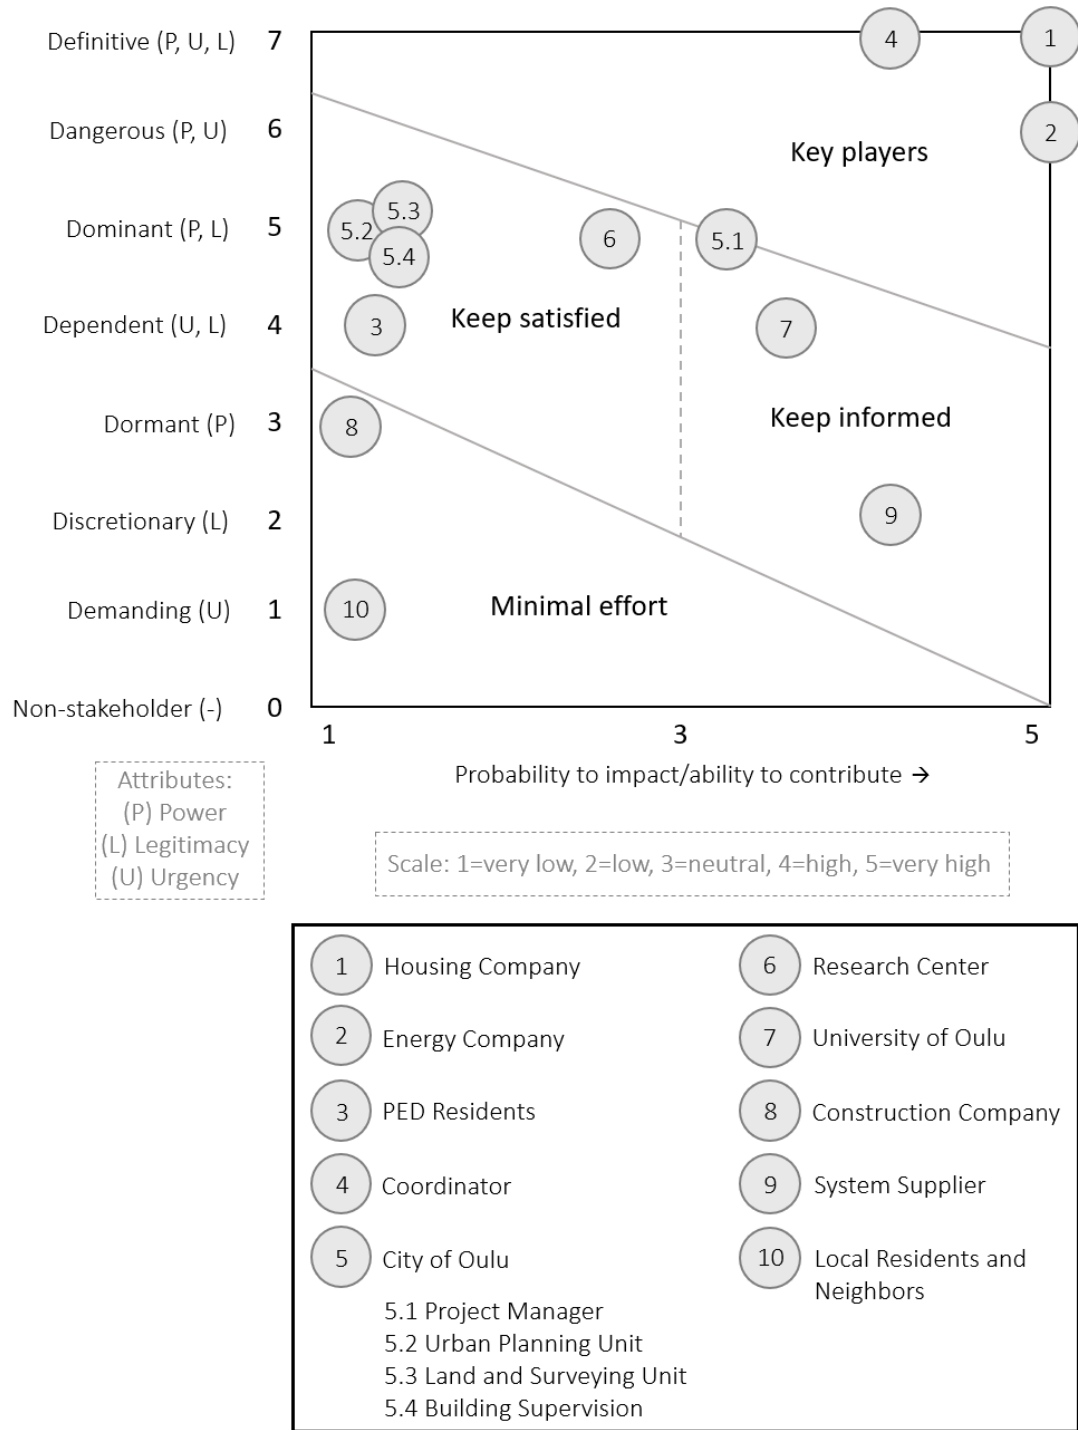 Definitive (P, U, L) 7
4
1
Dangerous (P, U) 6
2
Key players
Dominant (P, L) 5
5.3
5.2
5.4
6
5.1
Dependent (U, L) 4
3
Keep satisfied
7
Dormant (P) 3
8
Keep informed
Discretionary (L) 2
9
Demanding (U) 1
10
Minimal effort
Non-stakeholder (-) 0
1 3 5
Probability to impact/ability to contribute →
Attributes:
(P) Power
(L) Legitimacy
(U) Urgency
Scale: 1=very low, 2=low, 3=neutral, 4=high, 5=very high
1 Housing Company
2 Energy Company
3 PED Residents
4 Coordinator
5 City of Oulu
5.1 Project Manager
5.2 Urban Planning Unit
5.3 Land and Surveying Unit
5.4 Building Supervision
6 Research Center
7 University of Oulu
8 Construction Company
9 System Supplier
10 Local Residents and
Neighbors